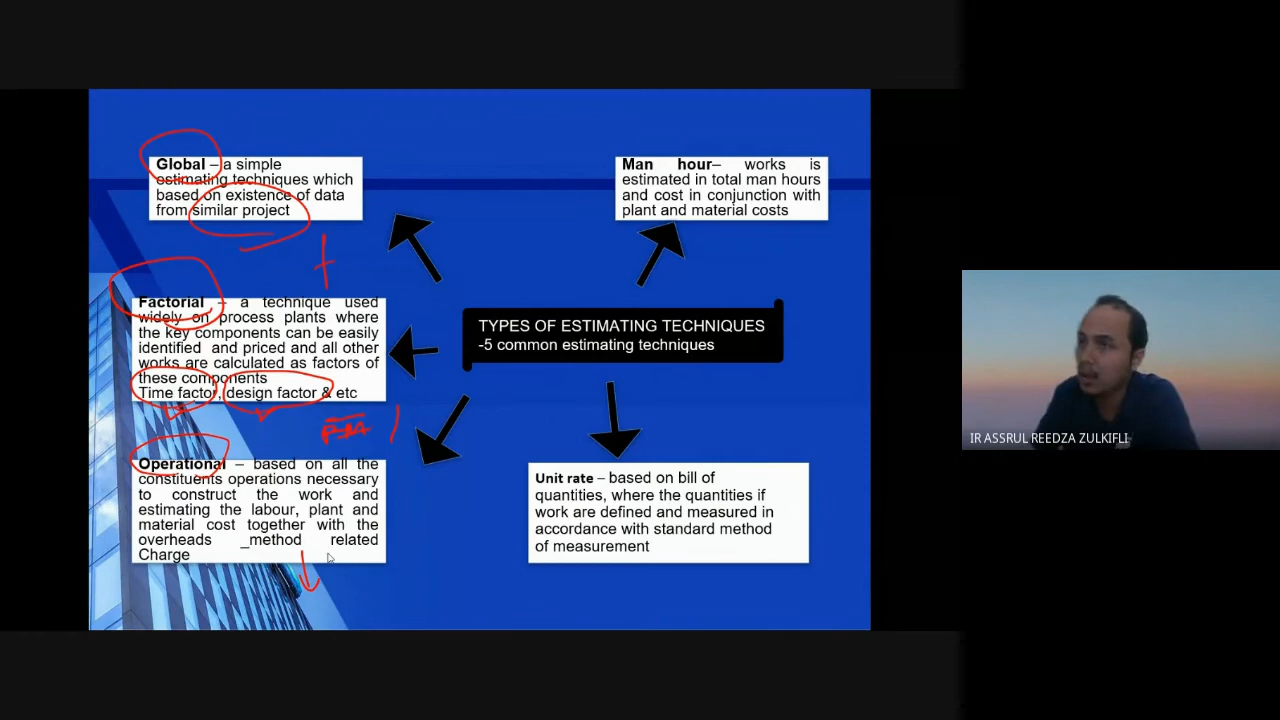 Global – a simple
estimating techniques which
based on existence of data
from similar project
Man hour– works is
estimated in total man hours
and cost in conjunction with
plant and material costs
Factorial – a technique used
widely on process plants where
the key components can be easily
identified and priced and all other
works are calculated as factors of
these components
Time factor, design factor & etc
TYPES OF ESTIMATING TECHNIQUES
-5 common estimating techniques
Operational – based on all the
constituents operations necessary
to construct the work and
estimating the labour, plant and
material cost together with the
overheads _method related
Charge
Unit rate – based on bill of
quantities, where the quantities if
work are defined and measured in
accordance with standard method
of measurement
IR ASSRUL REEDZA ZULKIFLI